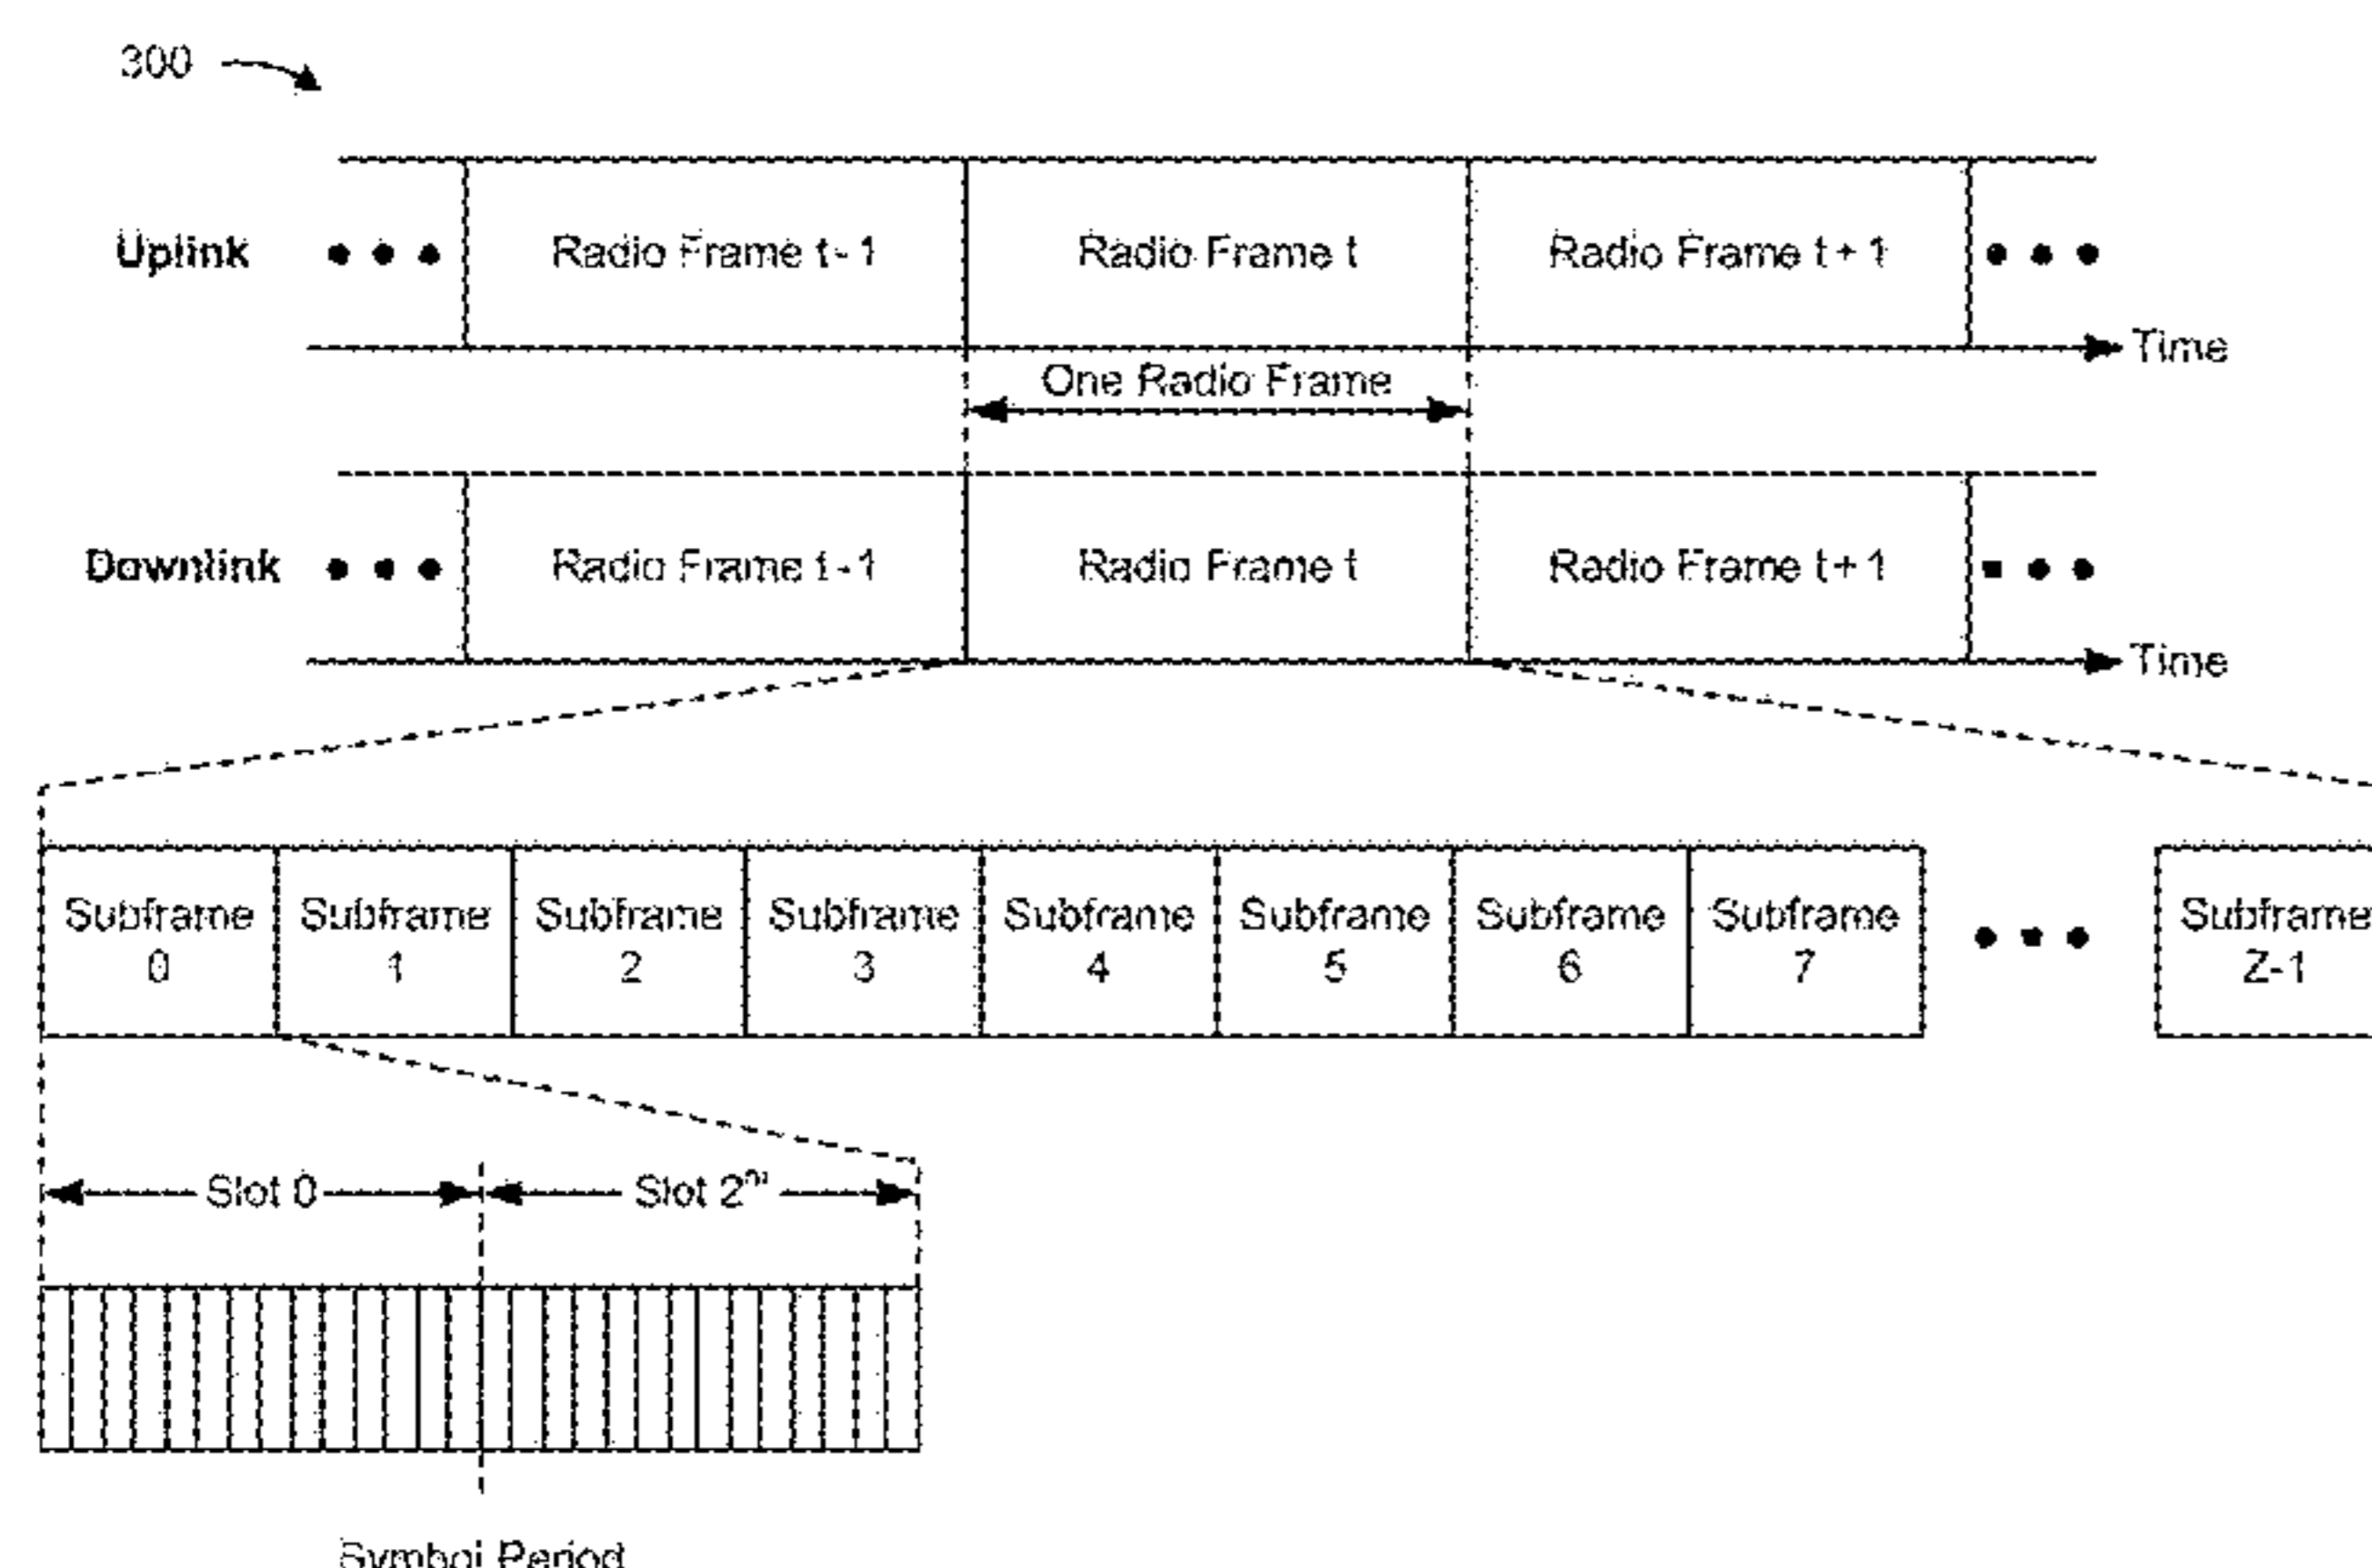 300
Uplink ● ● ● Radio Frame t-1 Radio Frame t Radio Frame t+1 ● ● ●
Time
One Radio Frame
Downlink ● ● ● Radio Frame t-1 Radio Frame t Radio Frame t+1 ● ● ●
Time
Subframe 0
Subframe 1
Subframe 2
Subframe 3
Subframe 4
Subframe 5
Subframe 6
Subframe 7
● ● ●
Subframe Z-1
Slot 0
Slot 2^m
Symbol Period